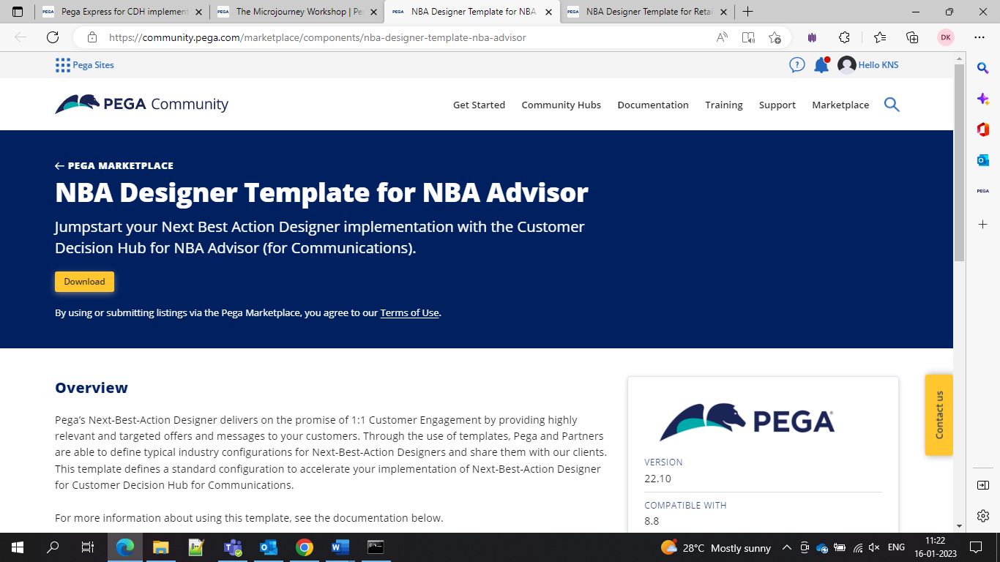 Pega Express for CDH implement
The Microjourney Workshop | Pe
NBA Designer Template for NBA
NBA Designer Template for Retai
https://community.pega.com/marketplace/components/nba-designer-template-nba-advisor
DK
Pega Sites
Hello KNS
PEGA Community
Get Started
Community Hubs
Documentation
Training
Support
Marketplace
PEGA
← PEGA MARKETPLACE
NBA Designer Template for NBA Advisor
Jumpstart your Next Best Action Designer implementation with the Customer
Decision Hub for NBA Advisor (for Communications).
Download
By using or submitting listings via the Pega Marketplace, you agree to our Terms of Use.
Overview
Pega’s Next-Best-Action Designer delivers on the promise of 1:1 Customer Engagement by providing highly
relevant and targeted offers and messages to your customers. Through the use of templates, Pega and Partners
are able to define typical industry configurations for Next-Best-Action Designers and share them with our clients.
This template defines a standard configuration to accelerate your implementation of Next-Best-Action Designer
for Customer Decision Hub for Communications.
For more information about using this template, see the documentation below.
PEGA
VERSION
22.10
COMPATIBLE WITH
8.8
Contact us
28°C Mostly sunny
ENG
11:22
16-01-2023